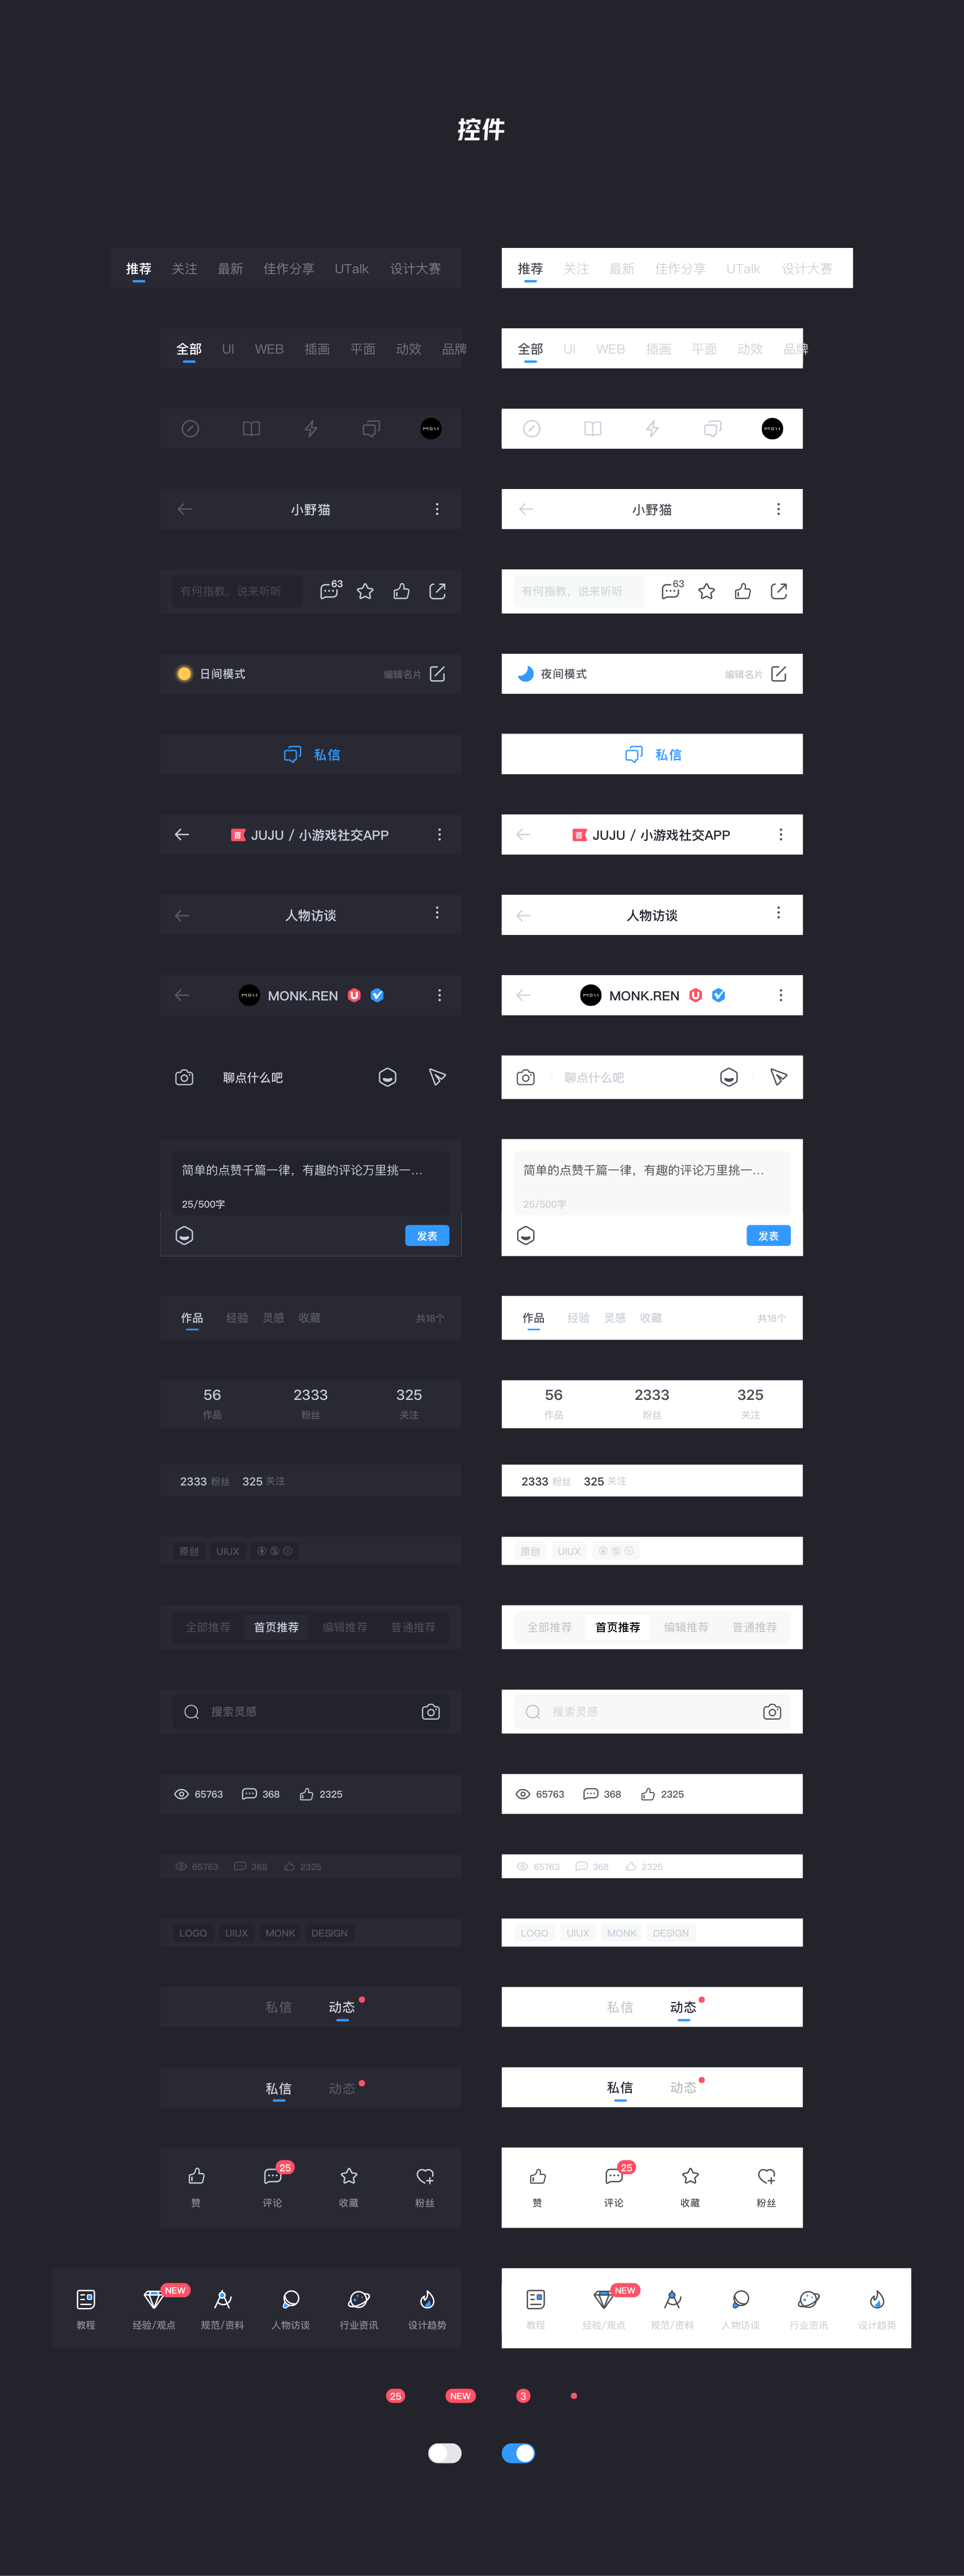 控件
推荐 关注 最新 佳作分享 UTalk 设计大赛
推荐 关注 最新 佳作分享 UTalk 设计大赛
全部 UI WEB 插画 平面 动效 品牌
全部 UI WEB 插画 平面 动效 品牌
小野猫
小野猫
有何指教，说来听听 63
有何指教，说来听听 63
日间模式 编辑名片
夜间模式 编辑名片
私信
私信
首 JUJU / 小游戏社交APP
首 JUJU / 小游戏社交APP
人物访谈
人物访谈
MONK.REN
MONK.REN
聊点什么吧
聊点什么吧
简单的点赞千篇一律，有趣的评论万里挑一...
25/500字
发表
简单的点赞千篇一律，有趣的评论万里挑一...
25/500字
发表
作品 经验 灵感 收藏 共18个
作品 经验 灵感 收藏 共18个
56 2333 325
作品 粉丝 关注
56 2333 325
作品 粉丝 关注
2333 粉丝 325 关注
2333 粉丝 325 关注
原创 UIUX
原创 UIUX
全部推荐 首页推荐 编辑推荐 普通推荐
全部推荐 首页推荐 编辑推荐 普通推荐
搜索灵感
搜索灵感
65763 368 2325
65763 368 2325
65763 368 2325
65763 368 2325
LOGO UIUX MONK DESIGN
LOGO UIUX MONK DESIGN
私信 动态
私信 动态
私信 动态
私信 动态
25
赞 评论 收藏 粉丝
25
赞 评论 收藏 粉丝
NEW
教程 经验/观点 规范/资料 人物访谈 行业资讯 设计趋势
NEW
教程 经验/观点 规范/资料 人物访谈 行业资讯 设计趋势
25 NEW 3